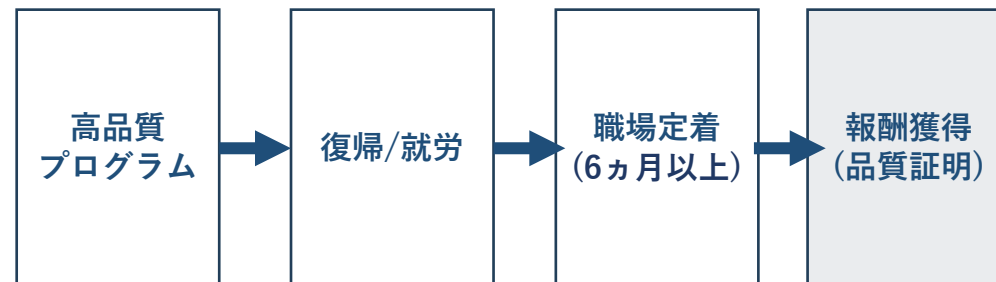 高品質
プログラム
復帰/就労
職場定着
(6ヵ月以上)
報酬獲得
(品質証明)